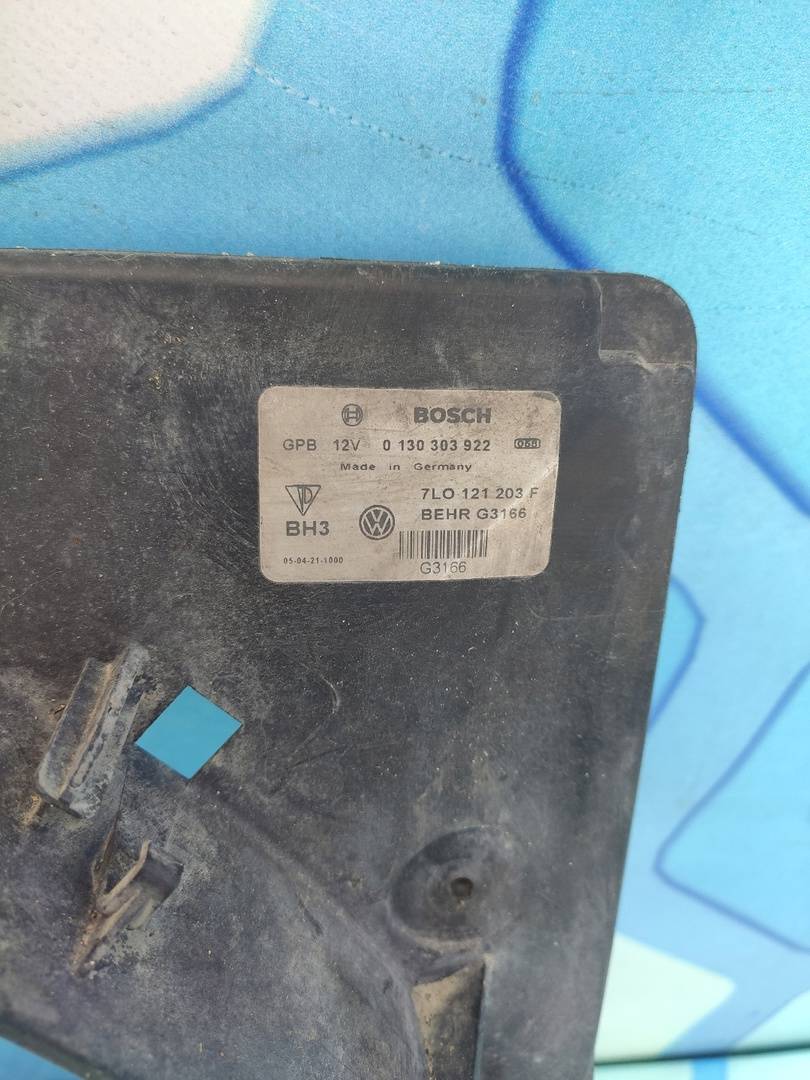 BOSCH
GPB 12V 0 130 303 922
Made in Germany
7LO 121 203 F
BH3 BEHR G3166
05-04-21-1000
G3166